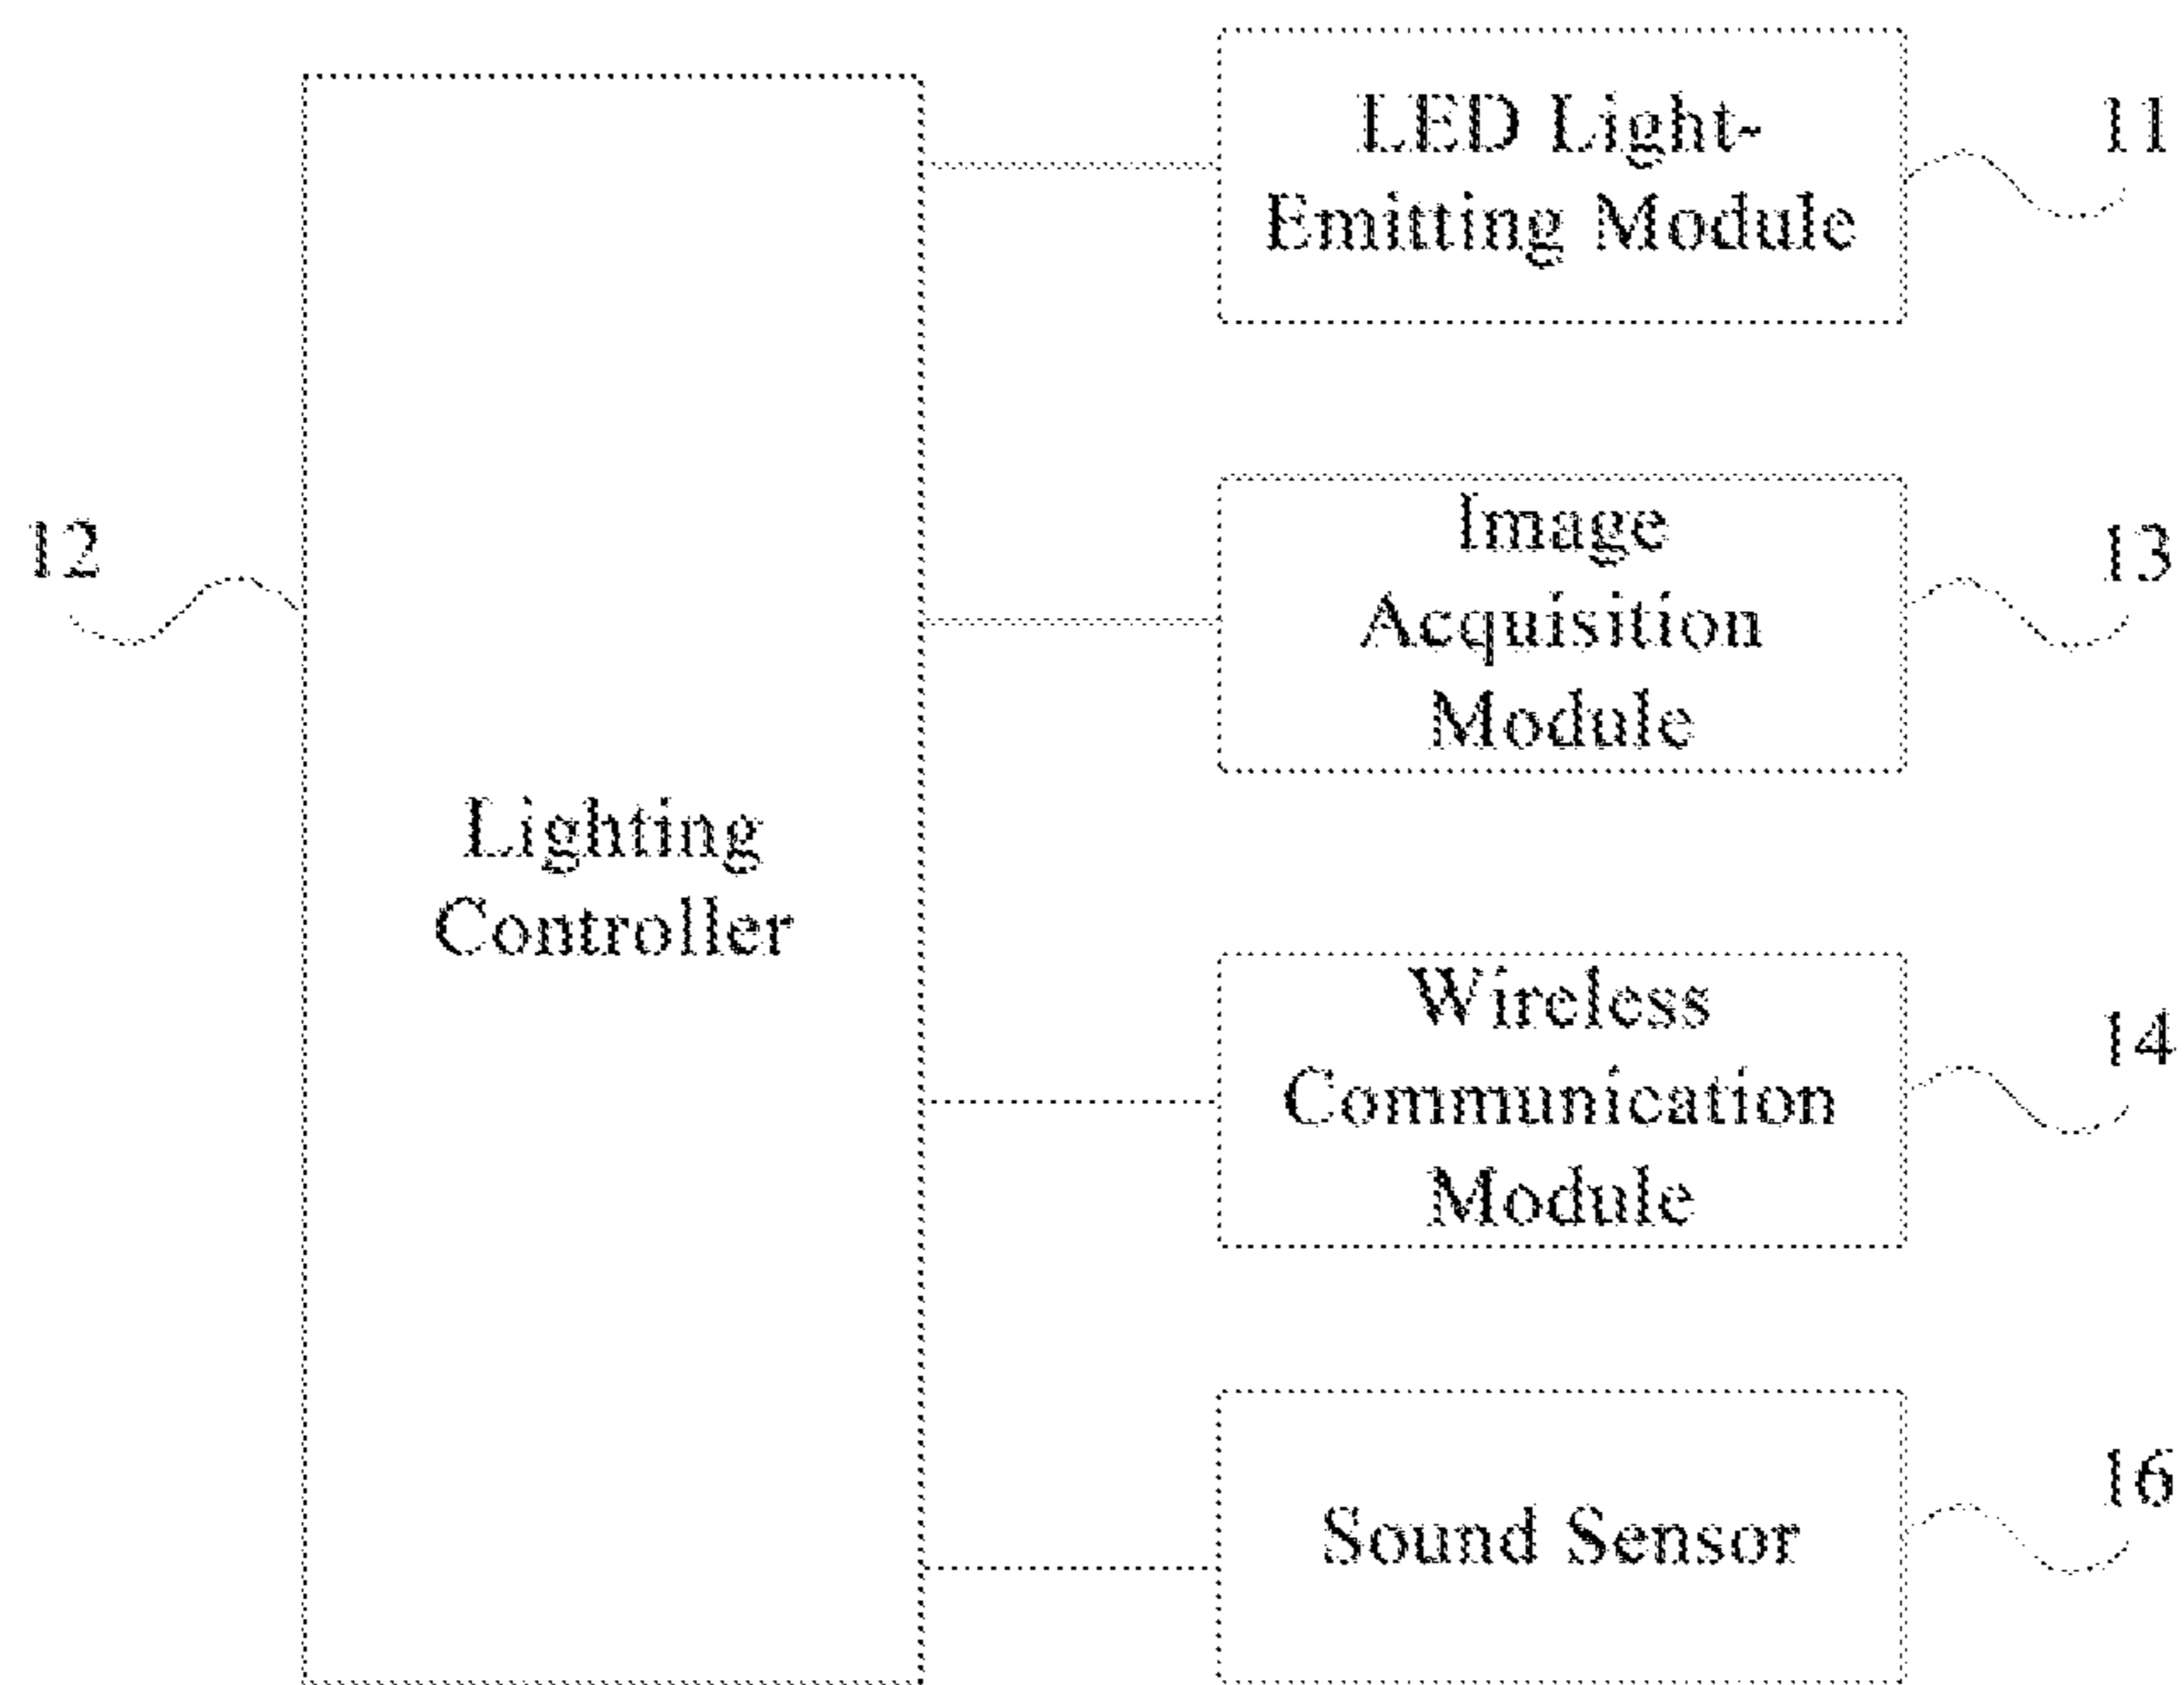 LED Light-
Emitting Module
11
12
Image
Acquisition
Module
13
Lighting
Controller
Wireless
Communication
Module
14
Sound Sensor
16